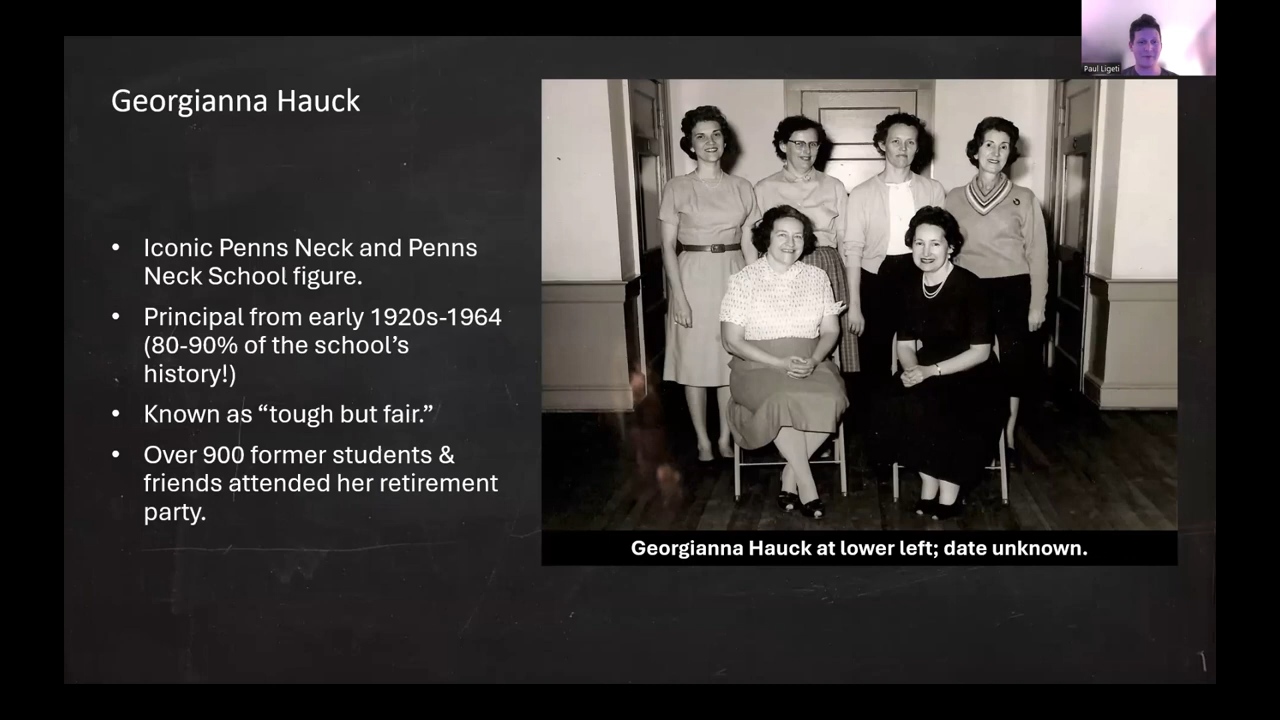 Paul Ligeti
Georgianna Hauck
• Iconic Penns Neck and Penns
Neck School figure.
• Principal from early 1920s-1964
(80-90% of the school’s
history!)
• Known as “tough but fair.”
• Over 900 former students &
friends attended her retirement
party.
Georgianna Hauck at lower left; date unknown.